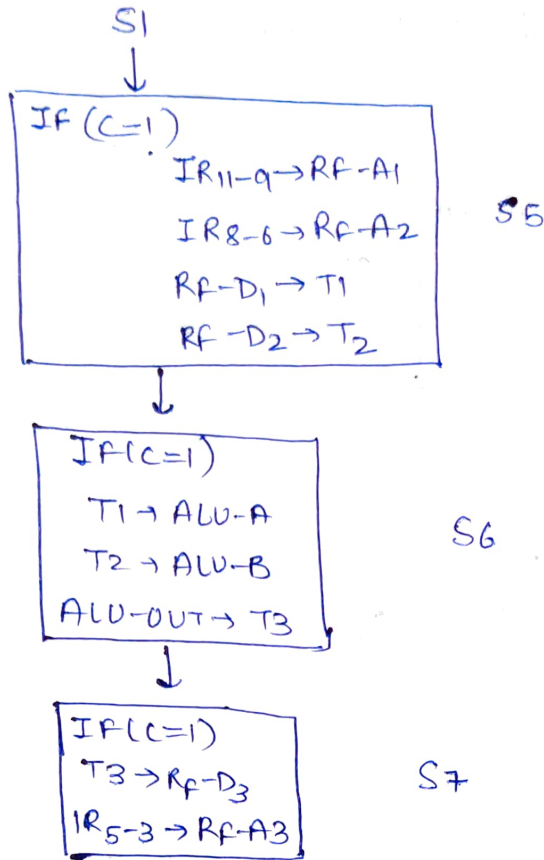 S1
IF (C=1)
IR11-9→RF-A1
IR8-6→RF-A2
RF-D1→T1
RF-D2→T2
S5
IF(C=1)
T1→ALU-A
T2→ALU-B
ALU-OUT→T3
S6
IF(C=1)
T3→RF-D3
IR5-3→RF-A3
S7